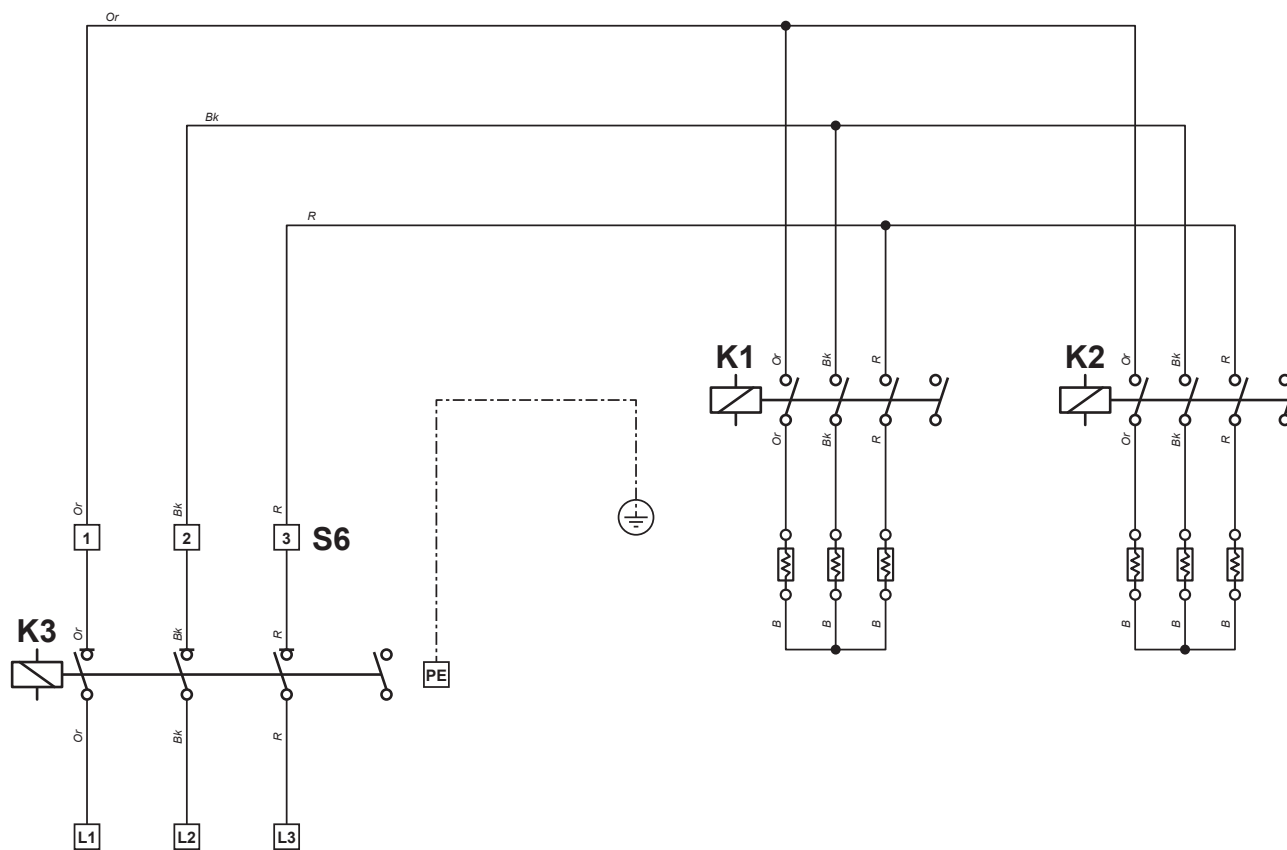 Or
Bk
R
K1 Or Bk R
K2 Or Bk R
Or Bk R
Or Bk R
Or Bk R
1 2 3 S6
B B B
B B B
K3 Or Bk R
PE
Or Bk R
L1 L2 L3